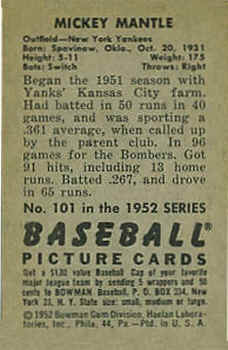 MICKEY MANTLE
Outfield—New York Yankees
Born: Spavinaw, Okla., Oct. 20, 1931
Height: 5-11 Weight: 175
Bats: Switch Throws: Right
Began the 1951 season with
Yanks' Kansas City farm.
Had batted in 50 runs in 40
games, and was sporting a
.361 average, when called up
by the parent club. In 96
games for the Bombers. Got
91 hits, including 13 home
runs. Batted .267, and drove
in 65 runs.
No. 101 in the 1952 SERIES
BASEBALL®
PICTURE CARDS
Get a $1.00 value Baseball Cap of your favorite
major league team by sending 5 wrappers and 50
cents to BOWMAN BASEBALL, P. O. BOX 234, New
York 23, N. Y. State size: small, medium or large.
©1952 Bowman Gum Division, Haelan Labora-
tories, Inc., Phila. 44, Pa.—Ptd. in U. S. A.